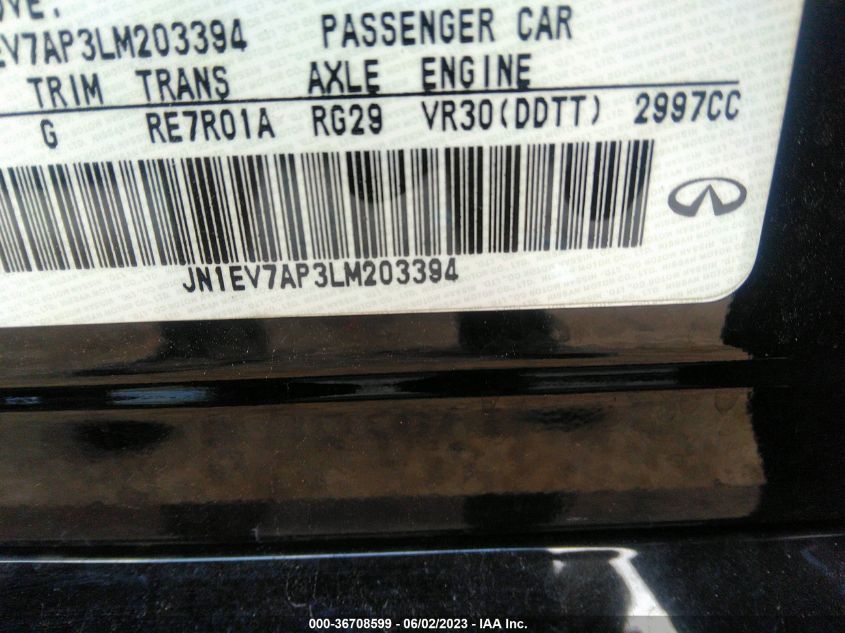 EV7AP3LM203394 PASSENGER CAR
TRIM TRANS AXLE ENGINE
G RE7R01A RG29 VR30(DDTT) 2997CC
JN1EV7AP3LM203394
000-36708599 - 06/02/2023 - © IAA Inc.